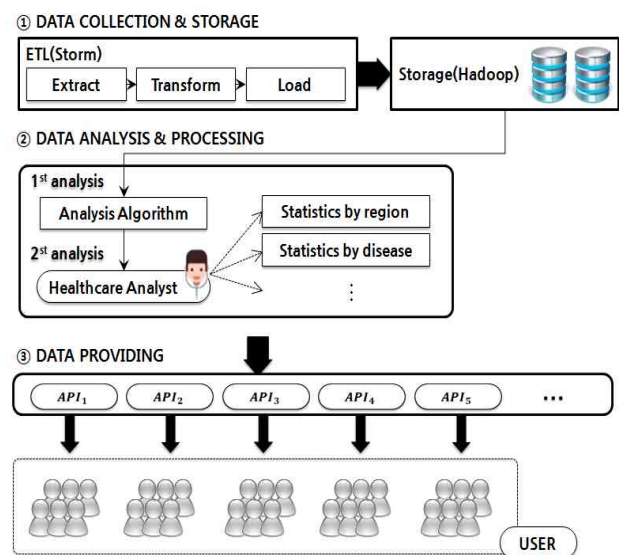 ① DATA COLLECTION & STORAGE
ETL(Storm)
Extract Transform Load
Storage(Hadoop)
② DATA ANALYSIS & PROCESSING
1st analysis
Analysis Algorithm
2st analysis
Healthcare Analyst
Statistics by region
Statistics by disease
⋮
③ DATA PROVIDING
API1 API2 API3 API4 API5 ...
USER